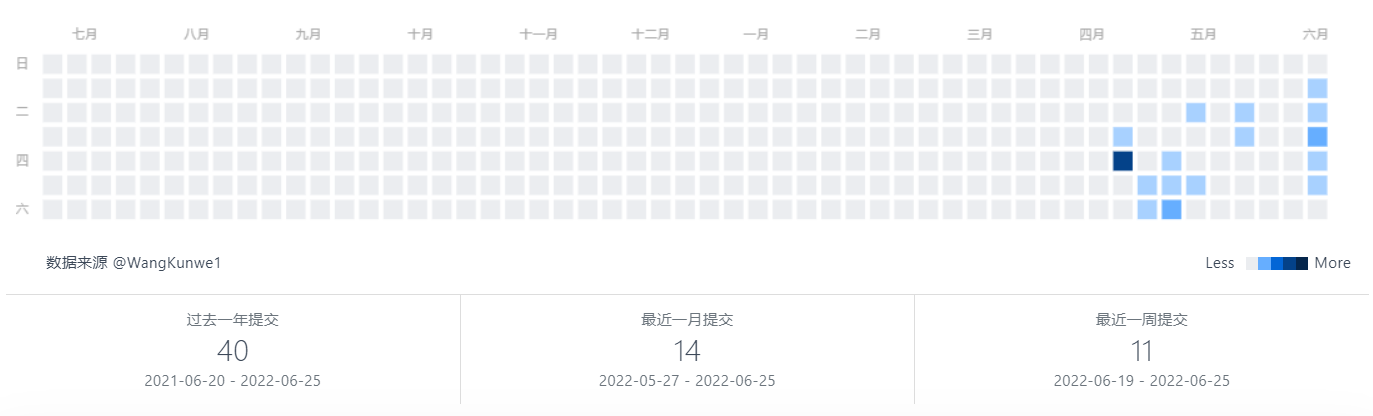 七月 八月 九月 十月 十一月 十二月 一月 二月 三月 四月 五月 六月
日
二
四
六
数据来源 @WangKunwe1 Less More
过去一年提交 最近一月提交 最近一周提交
40 14 11
2021-06-20 - 2022-06-25 2022-05-27 - 2022-06-25 2022-06-19 - 2022-06-25